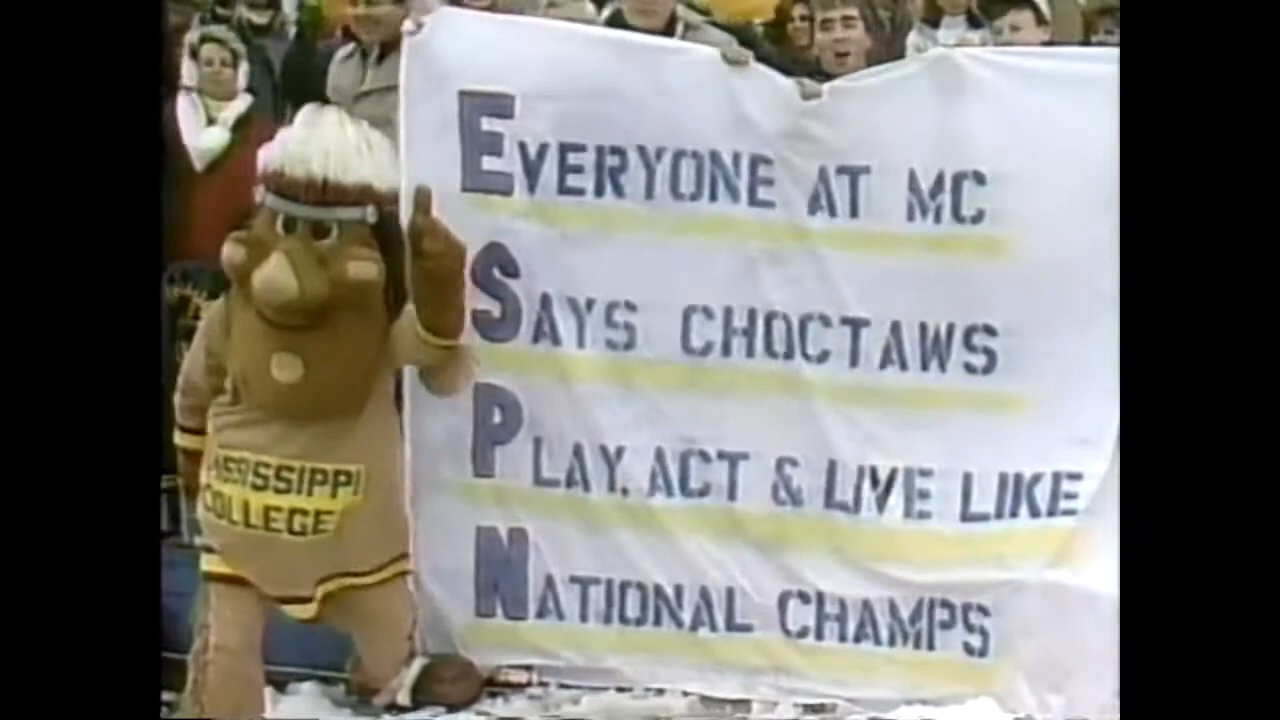 EVERYONE AT MC
SAYS CHOCTAWS
PLAY, ACT & LIVE LIKE
NATIONAL CHAMPS
MISSISSIPPI
COLLEGE